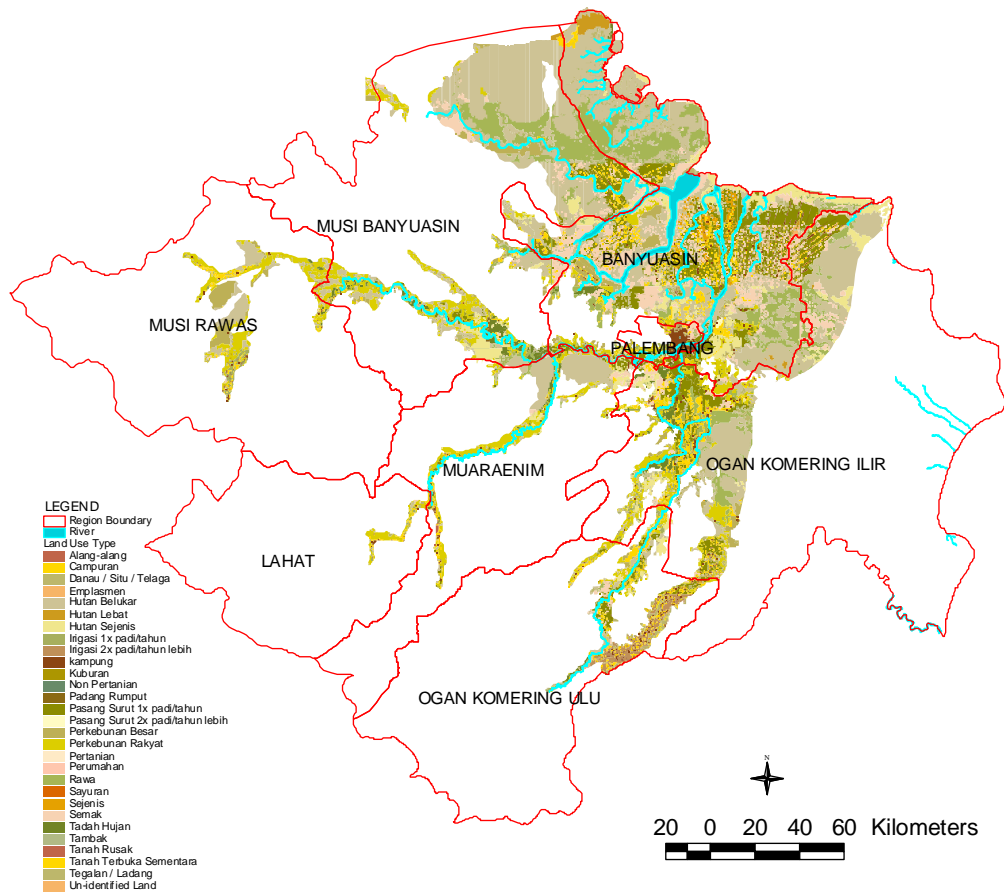 MUSI BANYUASIN
BANYUASIN
MUSI RAWAS
PALEMBANG
MUARAENIM
OGAN KOMERING ILIR
LAHAT
OGAN KOMERING ULU
LEGEND
Region Boundary
River
Land Use Type
Alang-alang
Campuran
Danau / Situ / Telaga
Emplasmen
Hutan Belukar
Hutan Lebat
Hutan Sejenis
Irigasi 1x padi/tahun
Irigasi 2x padi/tahun lebih
kampung
Kuburan
Non Pertanian
Padang Rumput
Pasang Surut 1x padi/tahun
Pasang Surut 2x padi/tahun lebih
Perkebunan Besar
Perkebunan Rakyat
Pertanian
Perumahan
Rawa
Sayuran
Sejenis
Semak
Tadah Hujan
Tambak
Tanah Rusak
Tanah Terbuka Sementara
Tegalan / Ladang
Un-identified Land
N
20 0 20 40 60 Kilometers